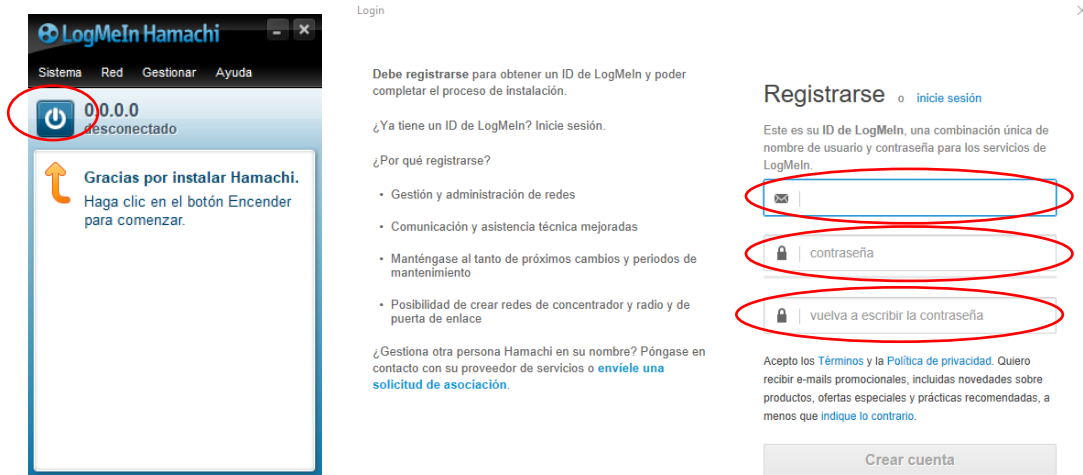 LogMeIn Hamachi
Sistema Red Gestionar Ayuda
0.0.0.0
desconectado
Gracias por instalar Hamachi.
Haga clic en el botón Encender
para comenzar.
Login
Debe registrarse para obtener un ID de LogMeIn y poder
completar el proceso de instalación.
¿Ya tiene un ID de LogMeIn? Inicie sesión.
¿Por qué registrarse?
• Gestión y administración de redes
• Comunicación y asistencia técnica mejoradas
• Manténgase al tanto de próximos cambios y periodos de
mantenimiento
• Posibilidad de crear redes de concentrador y radio y de
puerta de enlace
¿Gestiona otra persona Hamachi en su nombre? Póngase en
contacto con su proveedor de servicios o envíele una
solicitud de asociación.
Registrarse o inicie sesión
Este es su ID de LogMeIn, una combinación única de
nombre de usuario y contraseña para los servicios de
LogMeIn.
contraseña
vuelva a escribir la contraseña
Acepto los Términos y la Política de privacidad. Quiero
recibir e-mails promocionales, incluidas novedades sobre
productos, ofertas especiales y prácticas recomendadas, a
menos que indique lo contrario.
Crear cuenta